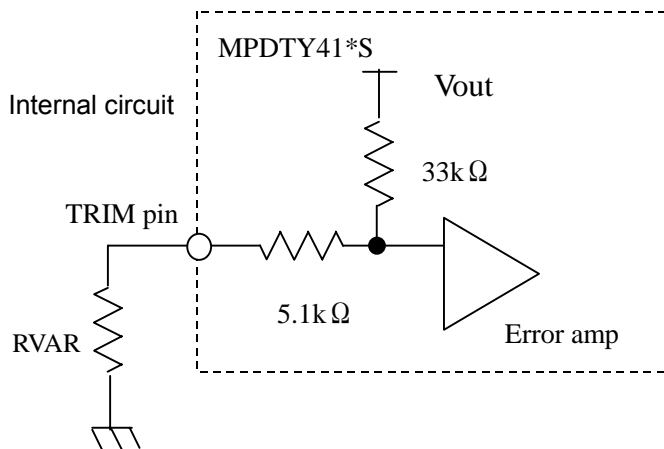 MPDTY41*S
Vout
Internal circuit
33kΩ
TRIM pin
5.1kΩ
Error amp
RVAR